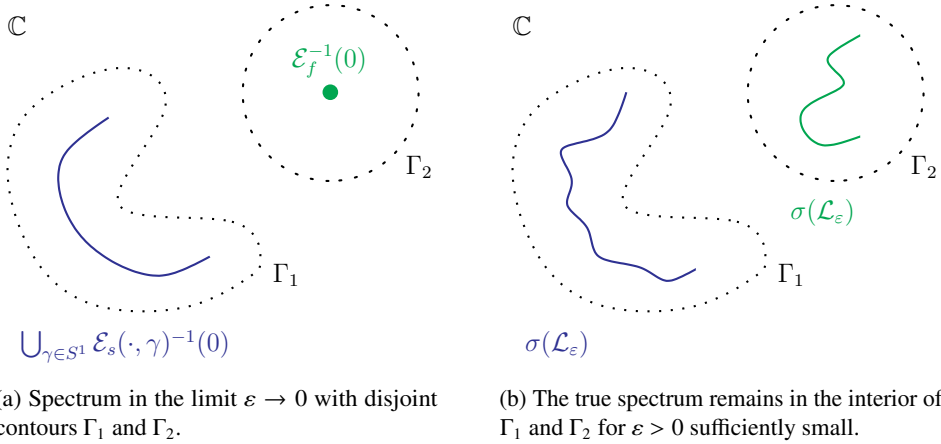 ℂ
ℰ_f^{-1}(0)
Γ_2
Γ_1
⋃_{γ∈S^1} ℰ_s(·, γ)^{-1}(0)
(a) Spectrum in the limit ε → 0 with disjoint
contours Γ_1 and Γ_2.
ℂ
Γ_2
σ(ℒ_ε)
Γ_1
σ(ℒ_ε)
(b) The true spectrum remains in the interior of
Γ_1 and Γ_2 for ε > 0 sufficiently small.